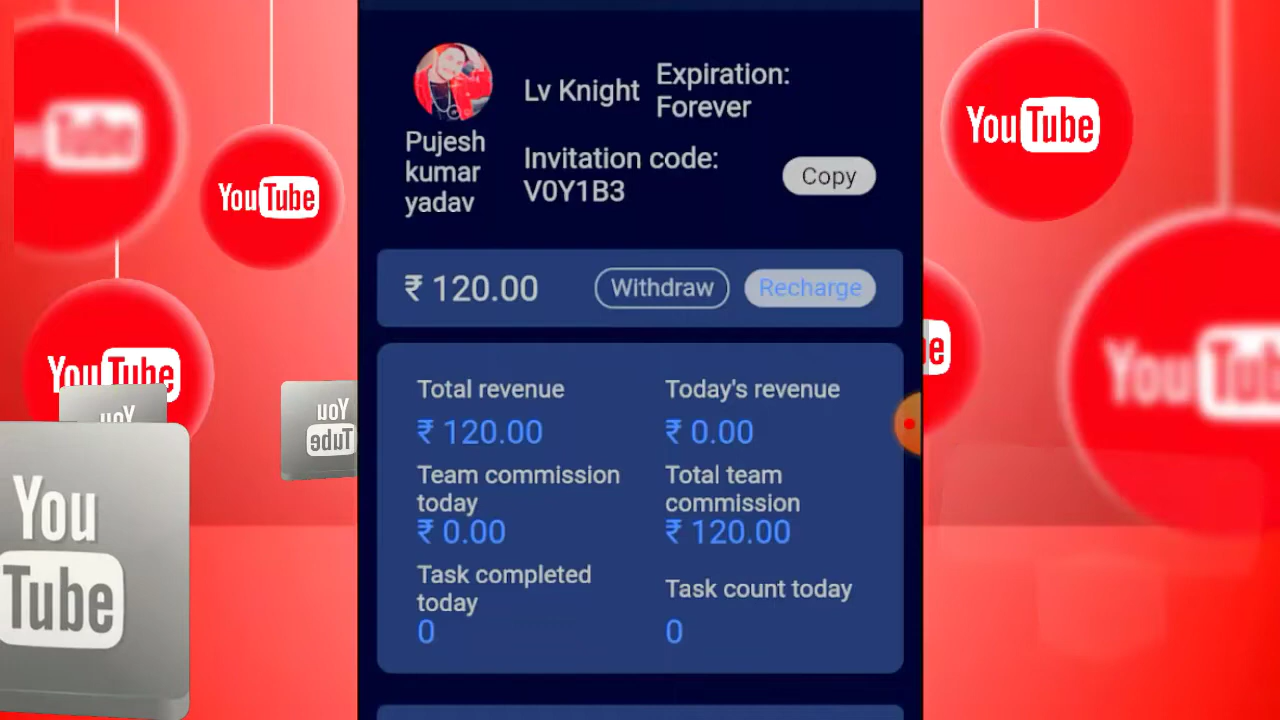 YouTube
YouTube
YouTube
You
You
Tube
You
Tube
Lv Knight
Expiration:
Forever
Pujesh
kumar
yadav
Invitation code:
V0Y1B3
Copy
₹ 120.00
Withdraw
Recharge
Total revenue
Today's revenue
₹ 120.00
₹ 0.00
Team commission
today
Total team
commission
₹ 0.00
₹ 120.00
Task completed
today
Task count today
0
0
YouTube
e
YouTub